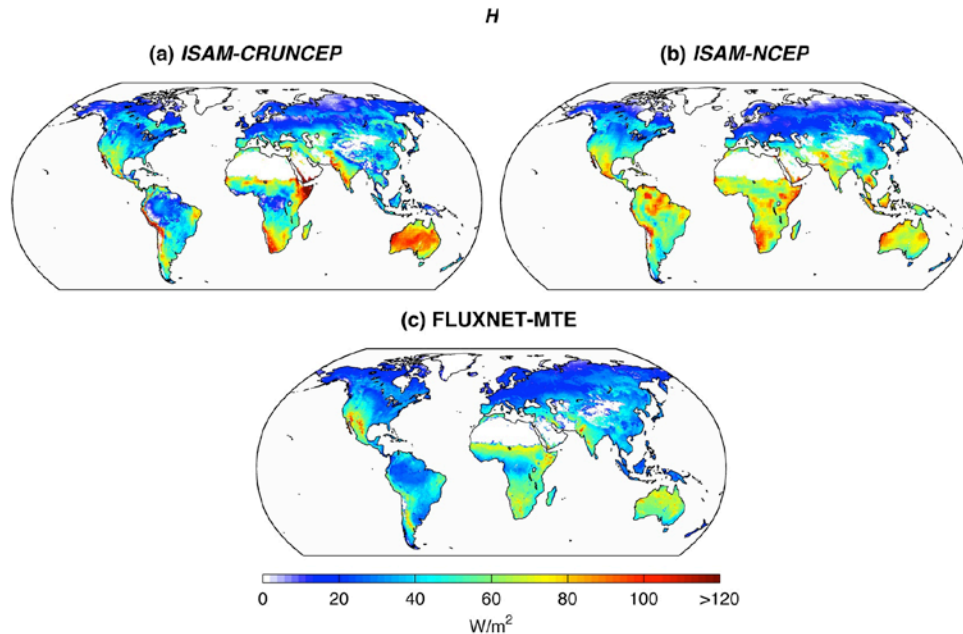 H
(a) ISAM-CRUNCEP
(b) ISAM-NCEP
(c) FLUXNET-MTE
0 20 40 60 80 100 >120
W/m²